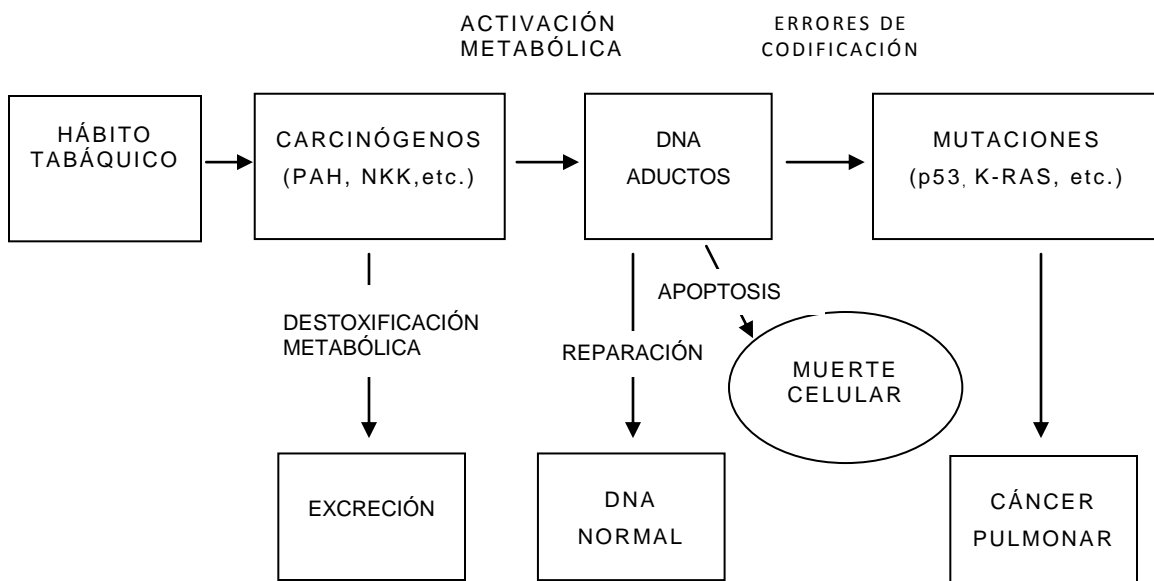 ACTIVACIÓN
METABÓLICA
ERRORES DE
CODIFICACIÓN
HÁBITO
TABÁQUICO
CARCINÓGENOS
(PAH, NKK,etc.)
DNA
ADUCTOS
MUTACIONES
(p53, K-RAS, etc.)
DESTOXIFICACIÓN
METABÓLICA
REPARACIÓN
APOPTOSIS
MUERTE
CELULAR
EXCRECIÓN
DNA
NORMAL
CÁNCER
PULMONAR